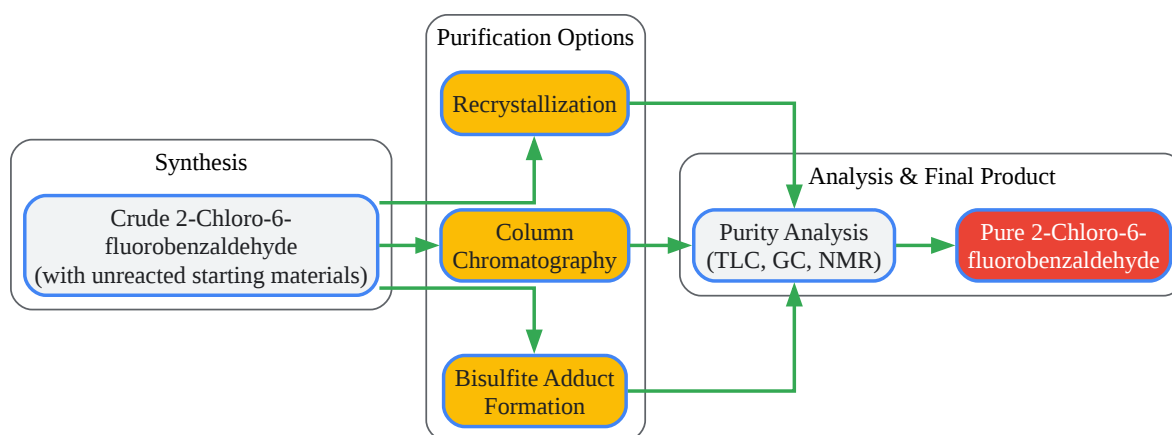 Purification Options
Recrystallization
Synthesis
Crude 2-Chloro-6-
fluorobenzaldehyde
(with unreacted starting materials)
Column
Chromatography
Bisulfite Adduct
Formation
Analysis & Final Product
Purity Analysis
(TLC, GC, NMR)
Pure 2-Chloro-6-
fluorobenzaldehyde